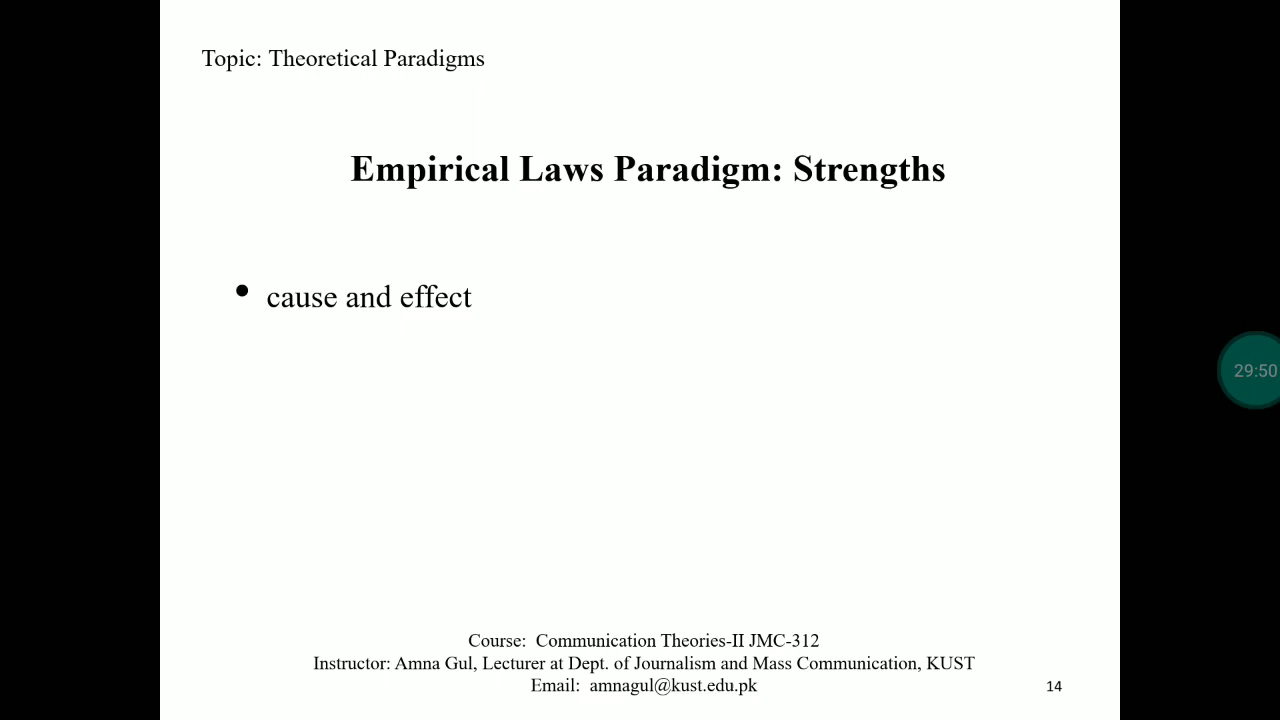 Topic: Theoretical Paradigms
Empirical Laws Paradigm: Strengths
• cause and effect
29:50
Course:  Communication Theories-II JMC-312
Instructor: Amna Gul, Lecturer at Dept. of Journalism and Mass Communication, KUST
Email:  amnagul@kust.edu.pk
14